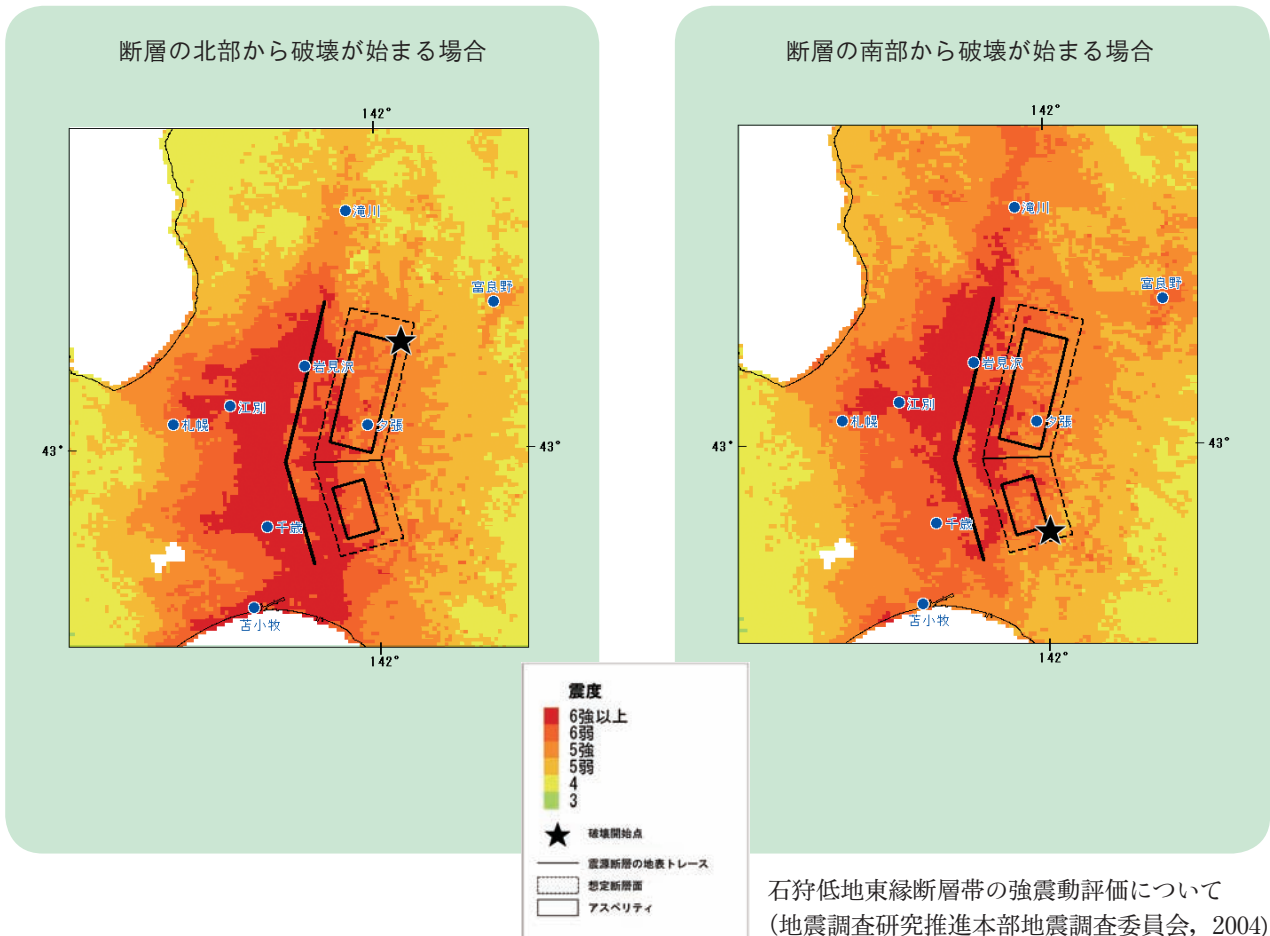 断層の北部から破壊が始まる場合
142°
滝川
富良野
岩見沢
江別
札幌
夕張
43°
43°
千歳
苫小牧
142°
断層の南部から破壊が始まる場合
142°
滝川
富良野
岩見沢
江別
札幌
夕張
43°
43°
千歳
苫小牧
142°
震度
6強以上
6弱
5強
5弱
4
3
破壊開始点
震源断層の地表トレース
想定断層面
アスペリティ
石狩低地東縁断層帯の強震動評価について
(地震調査研究推進本部地震調査委員会，2004)